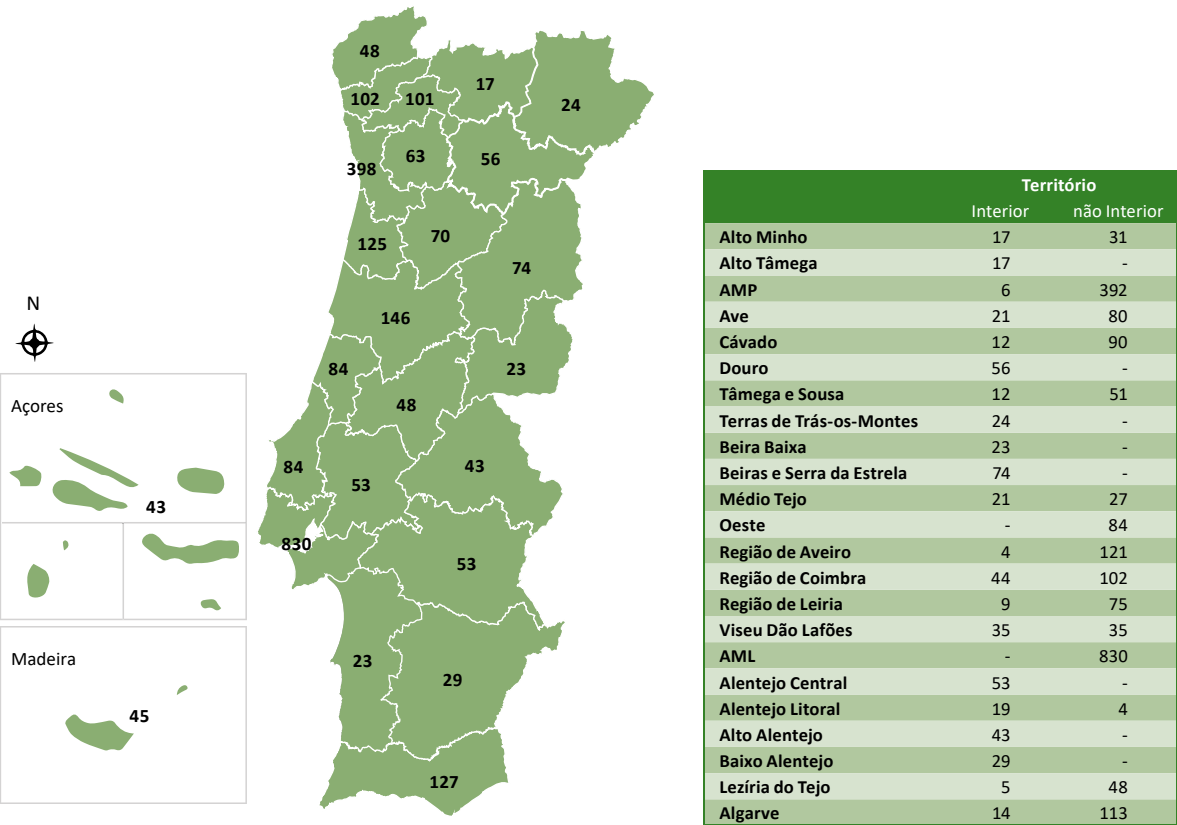 48
17
102
101
24
63
56
398
70
125
74
146
N
84
23
48
Açores
43
84
53
43
830
53
Madeira
23
29
45
127
Território
Interior não Interior
Alto Minho 17 31
Alto Tâmega 17 -
AMP 6 392
Ave 21 80
Cávado 12 90
Douro 56 -
Tâmega e Sousa 12 51
Terras de Trás-os-Montes 24 -
Beira Baixa 23 -
Beiras e Serra da Estrela 74 -
Médio Tejo 21 27
Oeste - 84
Região de Aveiro 4 121
Região de Coimbra 44 102
Região de Leiria 9 75
Viseu Dão Lafões 35 35
AML - 830
Alentejo Central 53 -
Alentejo Litoral 19 4
Alto Alentejo 43 -
Baixo Alentejo 29 -
Lezíria do Tejo 5 48
Algarve 14 113